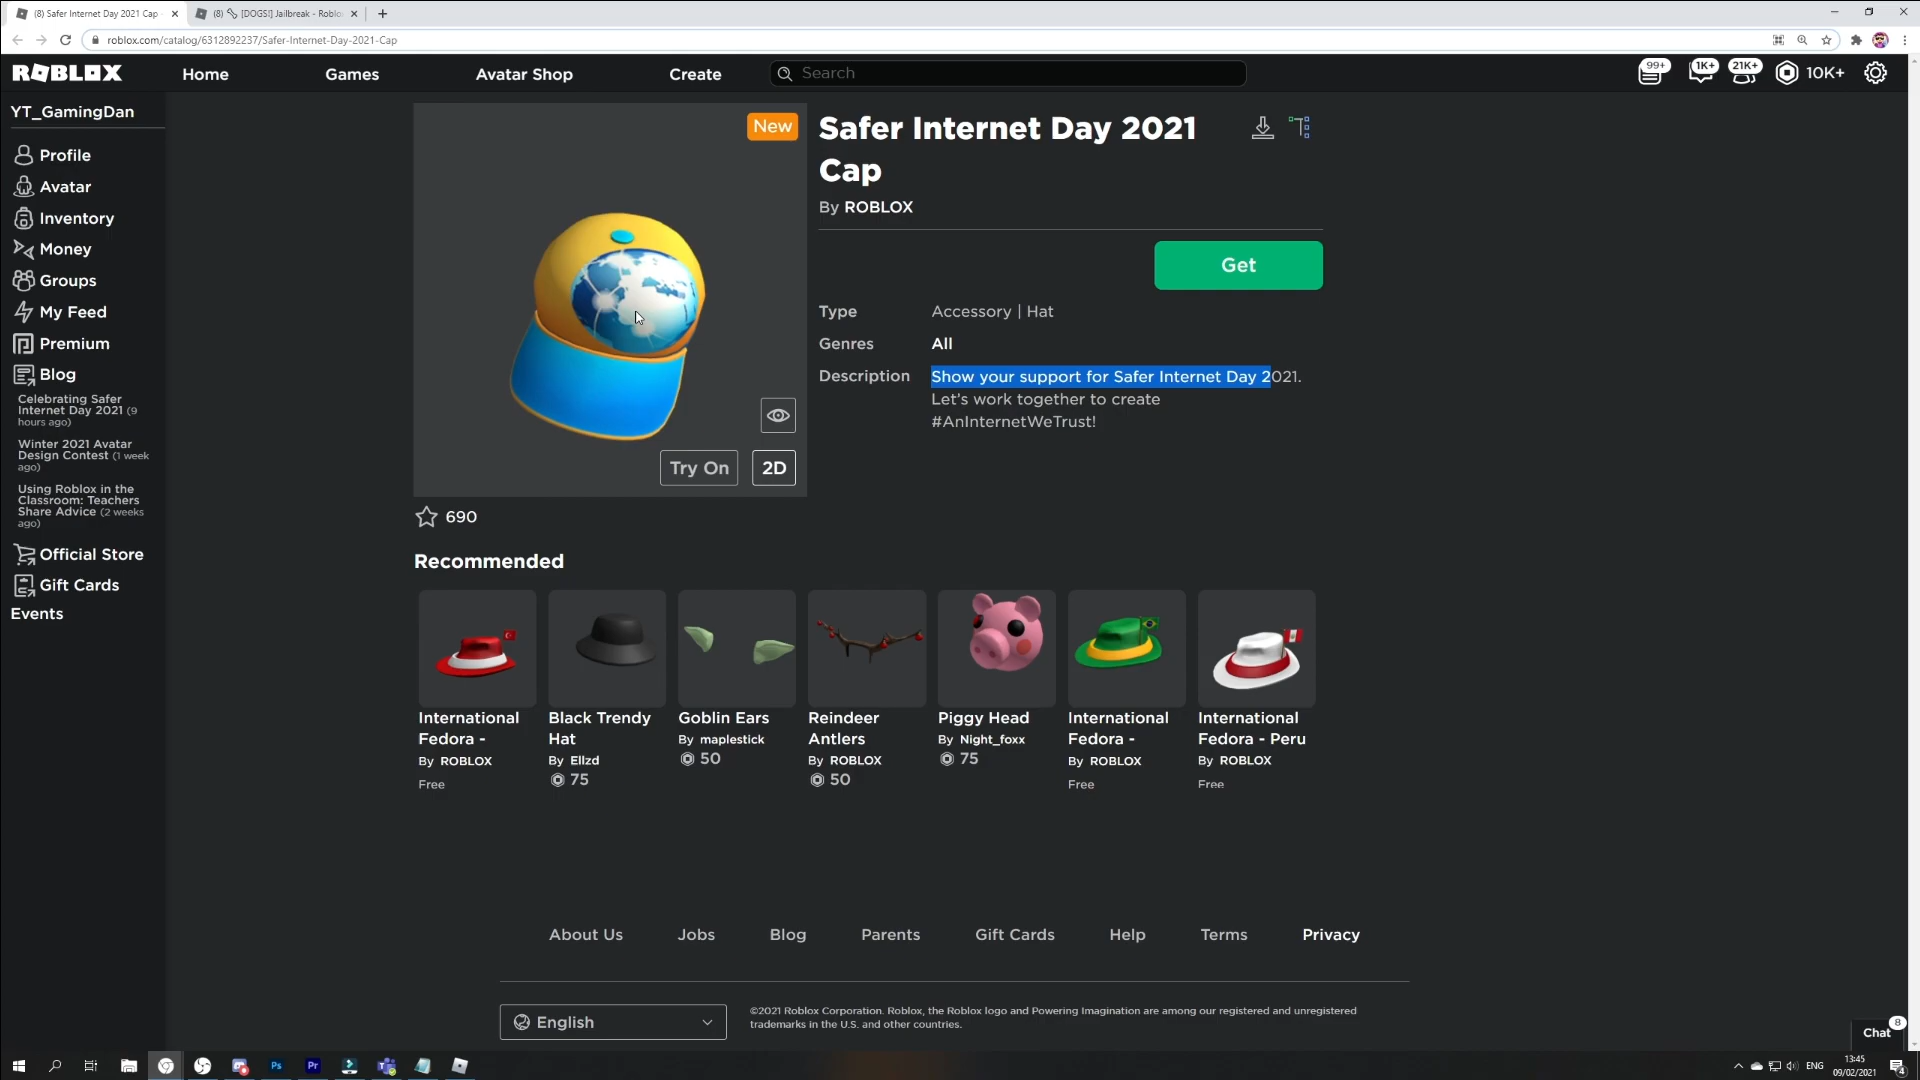 (8) Safer Internet Day 2021 Cap -
(8) [DOGS!] Jailbreak - Roblo
roblox.com/catalog/6312892237/Safer-Internet-Day-2021-Cap
ROBLOX
Home
Games
Avatar Shop
Create
Search
99+
1K+
21K+
10K+
YT_GamingDan
Profile
Avatar
Inventory
Money
Groups
My Feed
Premium
Blog
Celebrating Safer
Internet Day 2021 (9
hours ago)
Winter 2021 Avatar
Design Contest (1 week
ago)
Using Roblox in the
Classroom: Teachers
Share Advice (2 weeks
ago)
Official Store
Gift Cards
Events
New
Try On
2D
Safer Internet Day 2021
Cap
By ROBLOX
Get
Type Accessory | Hat
Genres All
Description Show your support for Safer Internet Day 2021.
Let's work together to create
#AnInternetWeTrust!
690
Recommended
International
Fedora -
By ROBLOX
Free
Black Trendy
Hat
By Ellzd
75
Goblin Ears
By maplestick
50
Reindeer
Antlers
By ROBLOX
50
Piggy Head
By Night_foxx
75
International
Fedora -
By ROBLOX
Free
International
Fedora - Peru
By ROBLOX
Free
About Us
Jobs
Blog
Parents
Gift Cards
Help
Terms
Privacy
English
©2021 Roblox Corporation. Roblox, the Roblox logo and Powering Imagination are among our registered and unregistered
trademarks in the U.S. and other countries.
Chat
8
Ps
Pr
ENG
13:45
09/02/2021
4